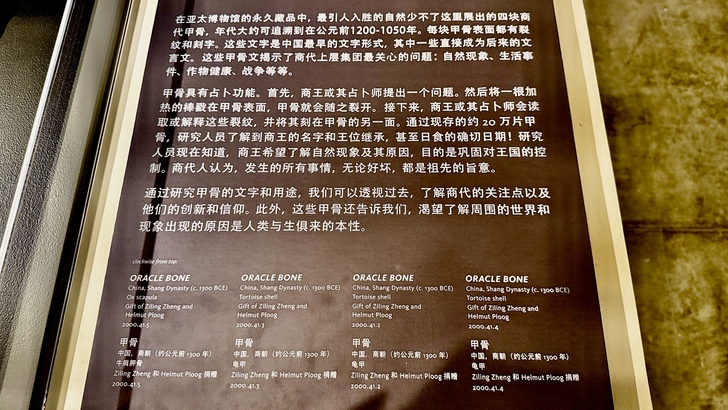 在亚太博物馆的永久藏品中，最引人入胜的自然少不了这里展出的四块商
代甲骨，年代大约可追溯到在公元前1200-1050年。每块甲骨表面都有裂
纹和刻字。这些文字是中国最早的文字形式，其中一些直接成为后来的文
言文。这些甲骨文揭示了商代上层集团最关心的问题：自然现象、生活事
件、作物健康、战争等等。
甲骨具有占卜功能。首先，商王或其占卜师提出一个问题。然后将一根加
热的棒戳在甲骨表面，甲骨就会随之裂开。接下来，商王或其占卜师会读
取或解释这些裂纹，并将其刻在甲骨的另一面。通过现存的约 20 万片甲
骨，研究人员了解到商王的名字和王位继承，甚至日食的确切日期！研究
人员现在知道，商王希望了解自然现象及其原因，目的是巩固对王国的控
制。商代人认为，发生的所有事情，无论好坏，都是祖先的旨意。
通过研究甲骨的文字和用途，我们可以透视过去，了解商代的关注点以及
他们的创新和信仰。此外，这些甲骨还告诉我们，渴望了解周围的世界和
现象出现的原因是人类与生俱来的本性。
clockwise from top:
ORACLE BONE
China, Shang Dynasty (c. 1300 BCE)
Ox scapula
Gift of Ziling Zheng and
Helmut Ploog
2000.41.5
甲骨
中国，商朝（约公元前 1300 年）
牛肩胛骨
Ziling Zheng 和 Helmut Ploog 捐赠
2000.41.5
ORACLE BONE
China, Shang Dynasty (c. 1300 BCE)
Tortoise shell
Gift of Ziling Zheng and
Helmut Ploog
2000.41.3
甲骨
中国，商朝（约公元前 1300 年）
龟甲
Ziling Zheng 和 Helmut Ploog 捐赠
2000.41.3
ORACLE BONE
China, Shang Dynasty (c. 1300 BCE)
Tortoise shell
Gift of Ziling Zheng and
Helmut Ploog
2000.41.2
甲骨
中国，商朝（约公元前 1300 年）
龟甲
Ziling Zheng 和 Helmut Ploog 捐赠
2000.41.2
ORACLE BONE
China, Shang Dynasty (c. 1300 BCE)
Tortoise shell
Gift of Ziling Zheng and
Helmut Ploog
2000.41.4
甲骨
中国，商朝（约公元前 1300 年）
龟甲
Ziling Zheng 和 Helmut Ploog 捐赠
2000.41.4